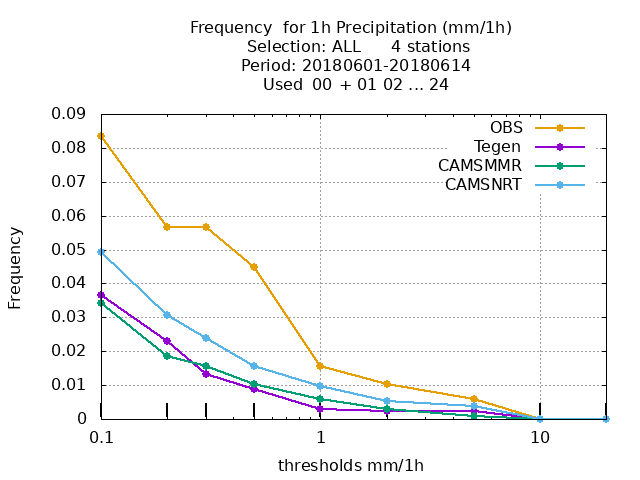 Frequency  for 1h Precipitation (mm/1h)
Selection: ALL      4 stations
Period: 20180601-20180614
Used  00  + 01 02 ... 24
OBS
Tegen
CAMSMMR
CAMSNRT
0.09
0.08
0.07
0.06
0.05
0.04
0.03
0.02
0.01
0
Frequency
0.1
1
10
thresholds mm/1h